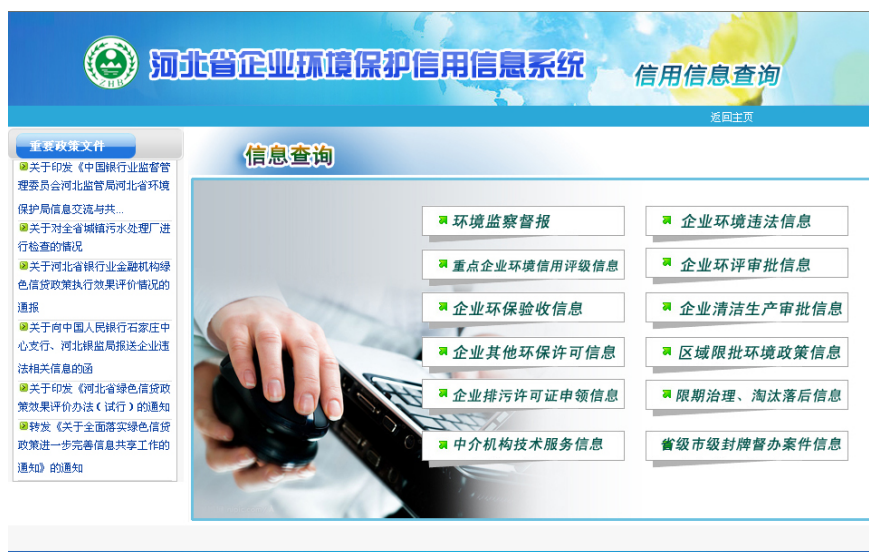 河北省企业环境保护信用信息系统
信用信息查询
ZHB
返回主页
重要政策文件
关于印发《中国银行业监督管
理委员会河北监管局河北省环境
保护局信息交流与共...
关于对全省城镇污水处理厂进
行检查的情况
关于河北省银行业金融机构绿
色信贷政策执行效果评价情况的
通报
关于向中国人民银行石家庄中
心支行、河北银监局报送企业违
法相关信息的函
关于印发《河北省绿色信贷政
策效果评价办法（试行）的通知
转发《关于全面落实绿色信贷
政策进一步完善信息共享工作的
通知》的通知
信息查询
环境监察督报
企业环境违法信息
重点企业环境信用评级信息
企业环评审批信息
企业环保验收信息
企业清洁生产审批信息
企业其他环保许可信息
区域限批环境政策信息
企业排污许可证申领信息
限期治理、淘汰落后信息
中介机构技术服务信息
省级市级封牌督办案件信息